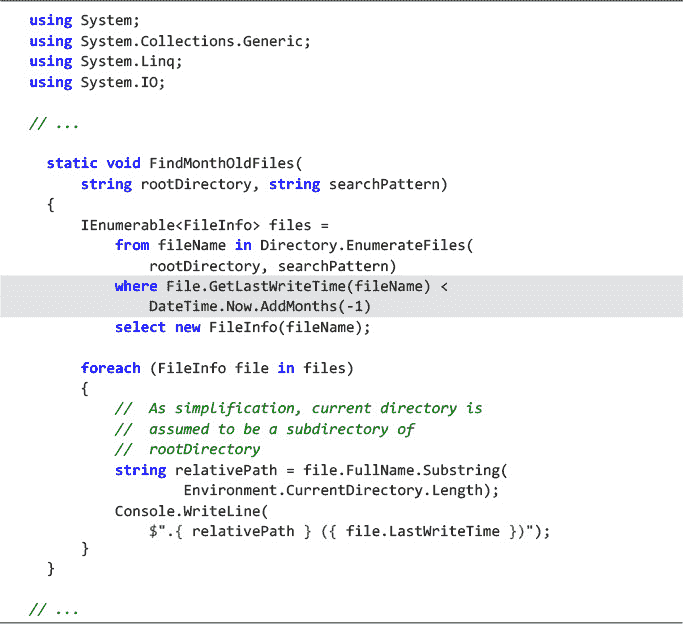 using System;
using System.Collections.Generic;
using System.Linq;
using System.IO;
// ...
static void FindMonthOldFiles(
string rootDirectory, string searchPattern)
{
IEnumerable<FileInfo> files =
from fileName in Directory.EnumerateFiles(
rootDirectory, searchPattern)
where File.GetLastWriteTime(fileName) <
DateTime.Now.AddMonths(-1)
select new FileInfo(fileName);
foreach (FileInfo file in files)
{
// As simplification, current directory is
// assumed to be a subdirectory of
// rootDirectory
string relativePath = file.FullName.Substring(
Environment.CurrentDirectory.Length);
Console.WriteLine(
$".{ relativePath } ({ file.LastWriteTime })");
}
}
// ...